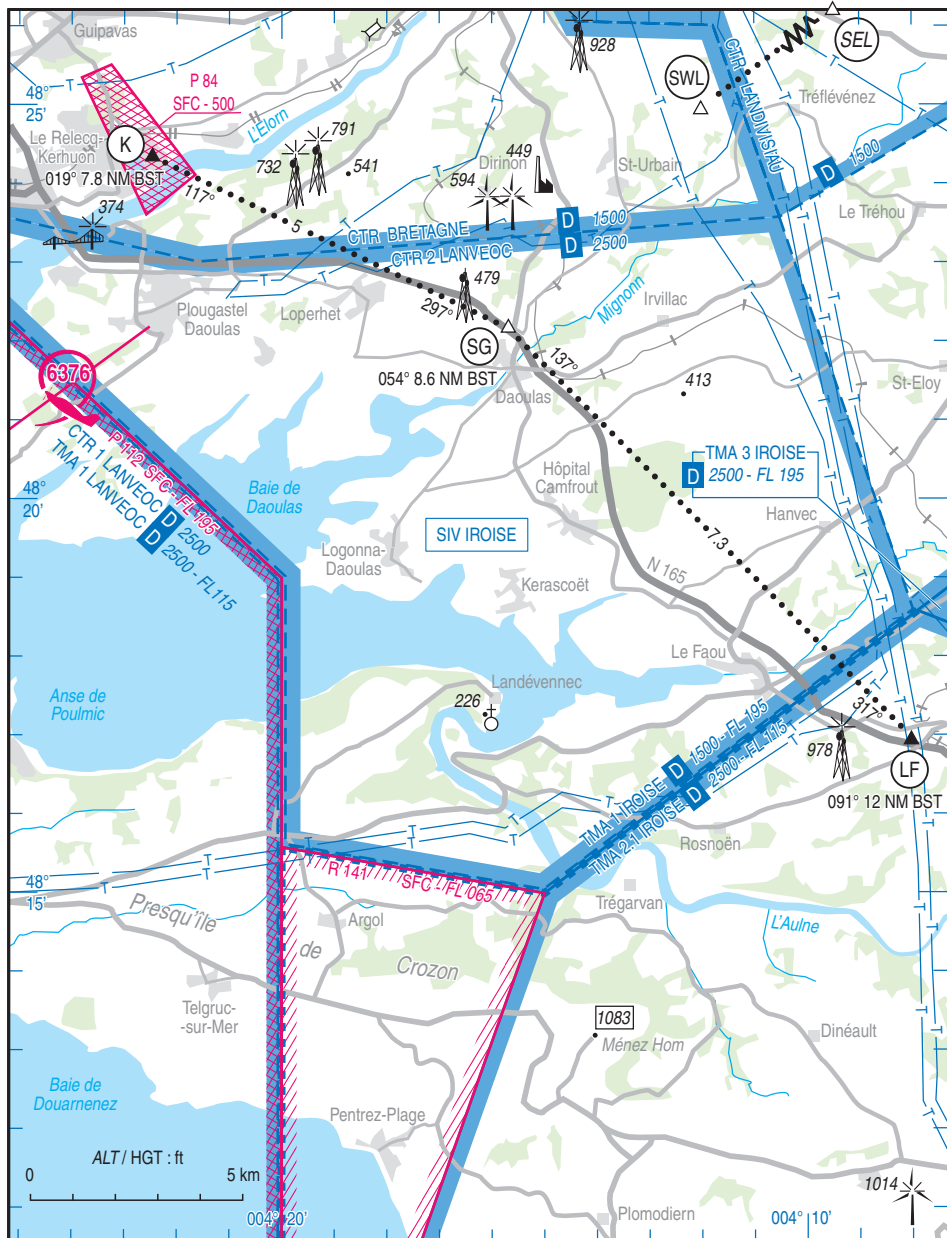 Guipavas
P 84
SFC - 500
928
CTR LANDIVISIAU
SWL
SEL
48°
25'
L'Elorn
Tréflévénez
Le Relecq-
Kerhuon
K
019° 7.8 NM BST
732
791
541
449
594
Dirinon
St-Urbain
D 1500
117°
374
5
CTR BRETAGNE
D 1500
Le Tréhou
CTR 2 LANVEOC
D 2500
479
Mignonn
Plougastel
Daoulas
Loperhet
297°
Irvillac
SG
054° 8.6 NM BST
137°
Daoulas
413
St-Eloy
6376
P 112 SFC - FL 195
CTR 1 LANVEOC D 2500
TMA 1 LANVEOC D 2500 - FL115
TMA 3 IROISE
D 2500 - FL 195
Hôpital
Camfrout
48°
20'
Baie de
Daoulas
Hanvec
SIV IROISE
Logonna-
Daoulas
7.3
N 165
Kerascoët
Le Faou
Anse de
Poulmic
Landévennec
226
317°
978
LF
091° 12 NM BST
TMA 1 IROISE D 1500 - FL 195
TMA 2.1 IROISE D 2500 - FL 115
Rosnoën
R 141 SFC - FL 065
48°
15'
Trégarvan
Presqu'île
de
Crozon
Argol
L'Aulne
Telgruc-
-sur-Mer
1083
Ménez Hom
Dinéault
Baie de
Douarnenez
Pentrez-Plage
ALT / HGT : ft
0 5 km
1014
004° 20'
Plomodiern
004° 10'
T T T T T T T T T T T T T T T T T T T T